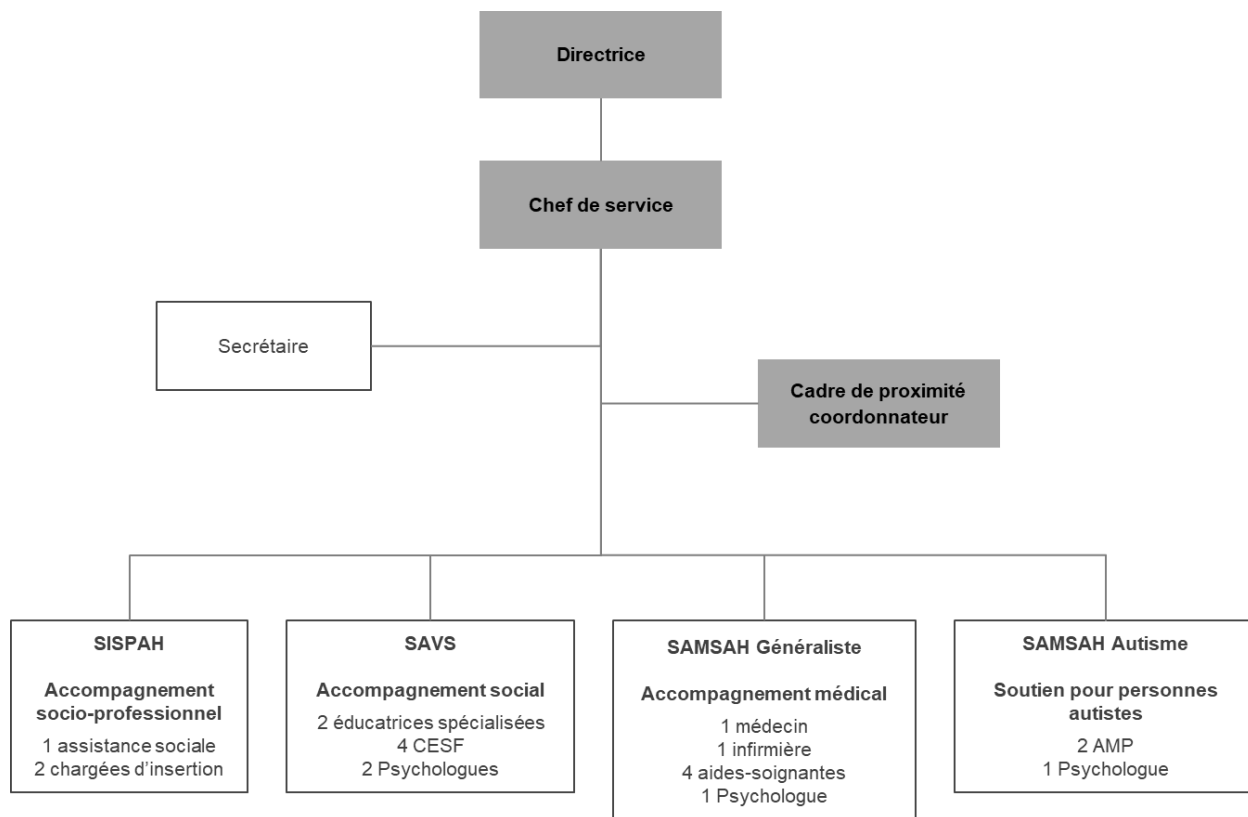 Directrice
Chef de service
Secrétaire
Cadre de proximité
coordonnateur
SISPAH
Accompagnement
socio-professionnel
1 assistance sociale
2 chargées d'insertion
SAVS
Accompagnement social
2 éducatrices spécialisées
4 CESF
2 Psychologues
SAMSAH Généraliste
Accompagnement médical
1 médecin
1 infirmière
4 aides-soignantes
1 Psychologue
SAMSAH Autisme
Soutien pour personnes
autistes
2 AMP
1 Psychologue